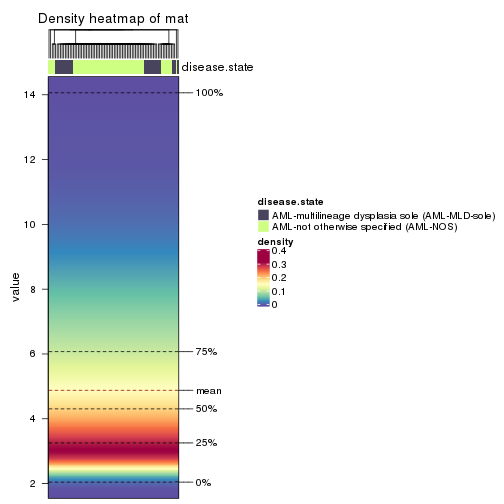 Density heatmap of mat
disease.state
14
100%
12
10
8
value
75%
6
mean
50%
4
25%
2
0%
disease.state
AML-multilineage dysplasia sole (AML-MLD-sole)
AML-not otherwise specified (AML-NOS)
density
0.4
0.3
0.2
0.1
0